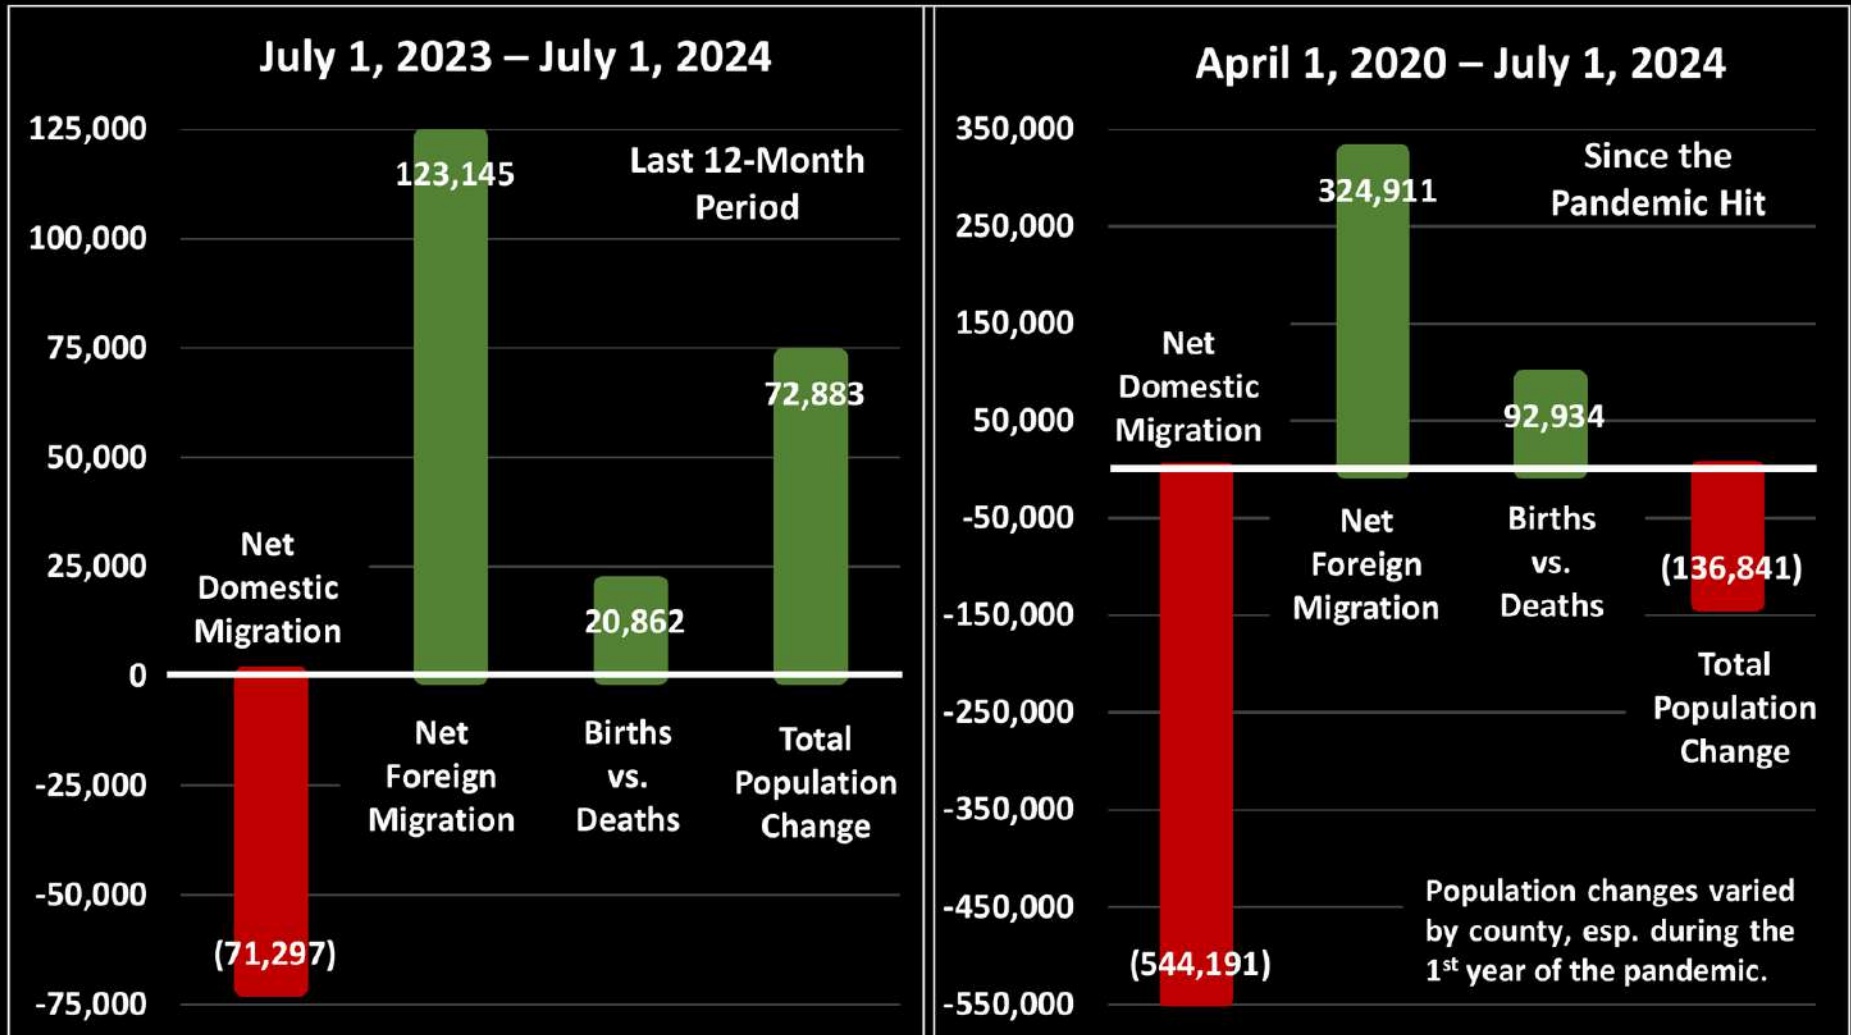 July 1, 2023 – July 1, 2024
125,000
100,000
75,000
50,000
25,000
0
-25,000
-50,000
-75,000
Last 12-Month
Period
123,145
72,883
20,862
(71,297)
Net
Domestic
Migration
Net
Foreign
Migration
Births
vs.
Deaths
Total
Population
Change
April 1, 2020 – July 1, 2024
350,000
250,000
150,000
50,000
-50,000
-150,000
-250,000
-350,000
-450,000
-550,000
Since the
Pandemic Hit
324,911
92,934
(136,841)
(544,191)
Net
Domestic
Migration
Net
Foreign
Migration
Births
vs.
Deaths
Total
Population
Change
Population changes varied
by county, esp. during the
1st year of the pandemic.